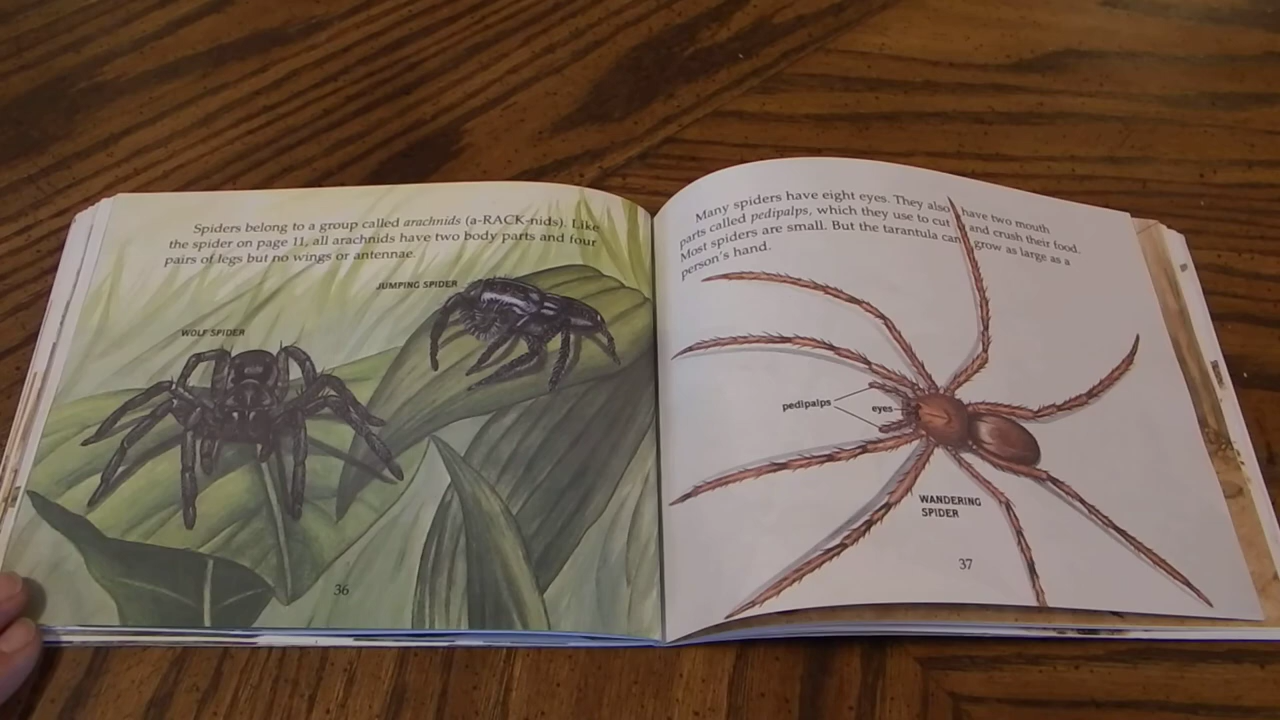 Spiders belong to a group called arachnids (a-RACK-nids). Like
the spider on page 11, all arachnids have two body parts and four
pairs of legs but no wings or antennae.
JUMPING SPIDER
WOLF SPIDER
36
Many spiders have eight eyes. They also have two mouth
parts called pedipalps, which they use to cut and crush their food.
Most spiders are small. But the tarantula can grow as large as a
person's hand.
pedipalps
eyes
WANDERING
SPIDER
37